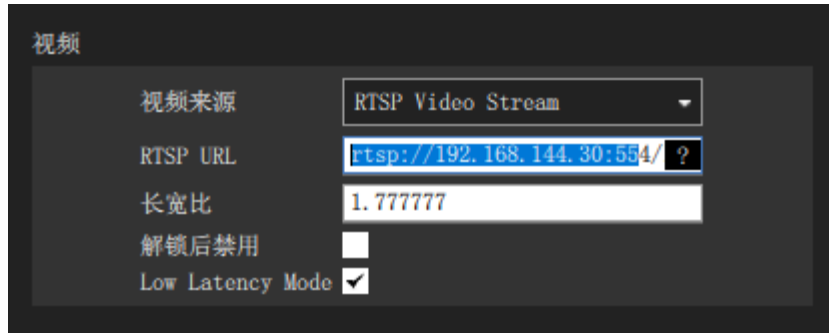 视频
视频来源 RTSP Video Stream
RTSP URL rtsp://192.168.144.30:554/ ?
长宽比 1.777777
解锁后禁用
Low Latency Mode